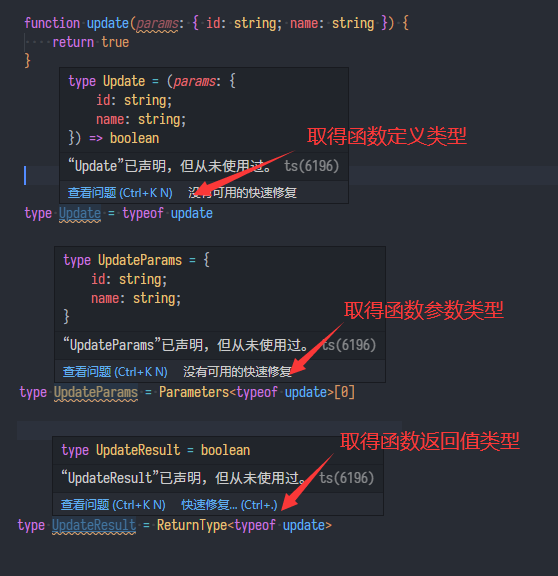 function update(params: { id: string; name: string }) {
return true
}
type Update = (params: {
id: string;
name: string;
}) => boolean
取得函数定义类型
“Update”已声明，但从未使用过。 ts(6196)
查看问题 (Ctrl+K N) 没有可用的快速修复
type Update = typeof update
type UpdateParams = {
id: string;
name: string;
}
取得函数参数类型
“UpdateParams”已声明，但从未使用过。 ts(6196)
查看问题 (Ctrl+K N) 没有可用的快速修复
type UpdateParams = Parameters<typeof update>[0]
取得函数返回值类型
type UpdateResult = boolean
“UpdateResult”已声明，但从未使用过。 ts(6196)
查看问题 (Ctrl+K N) 快速修复... (Ctrl+.)
type UpdateResult = ReturnType<typeof update>